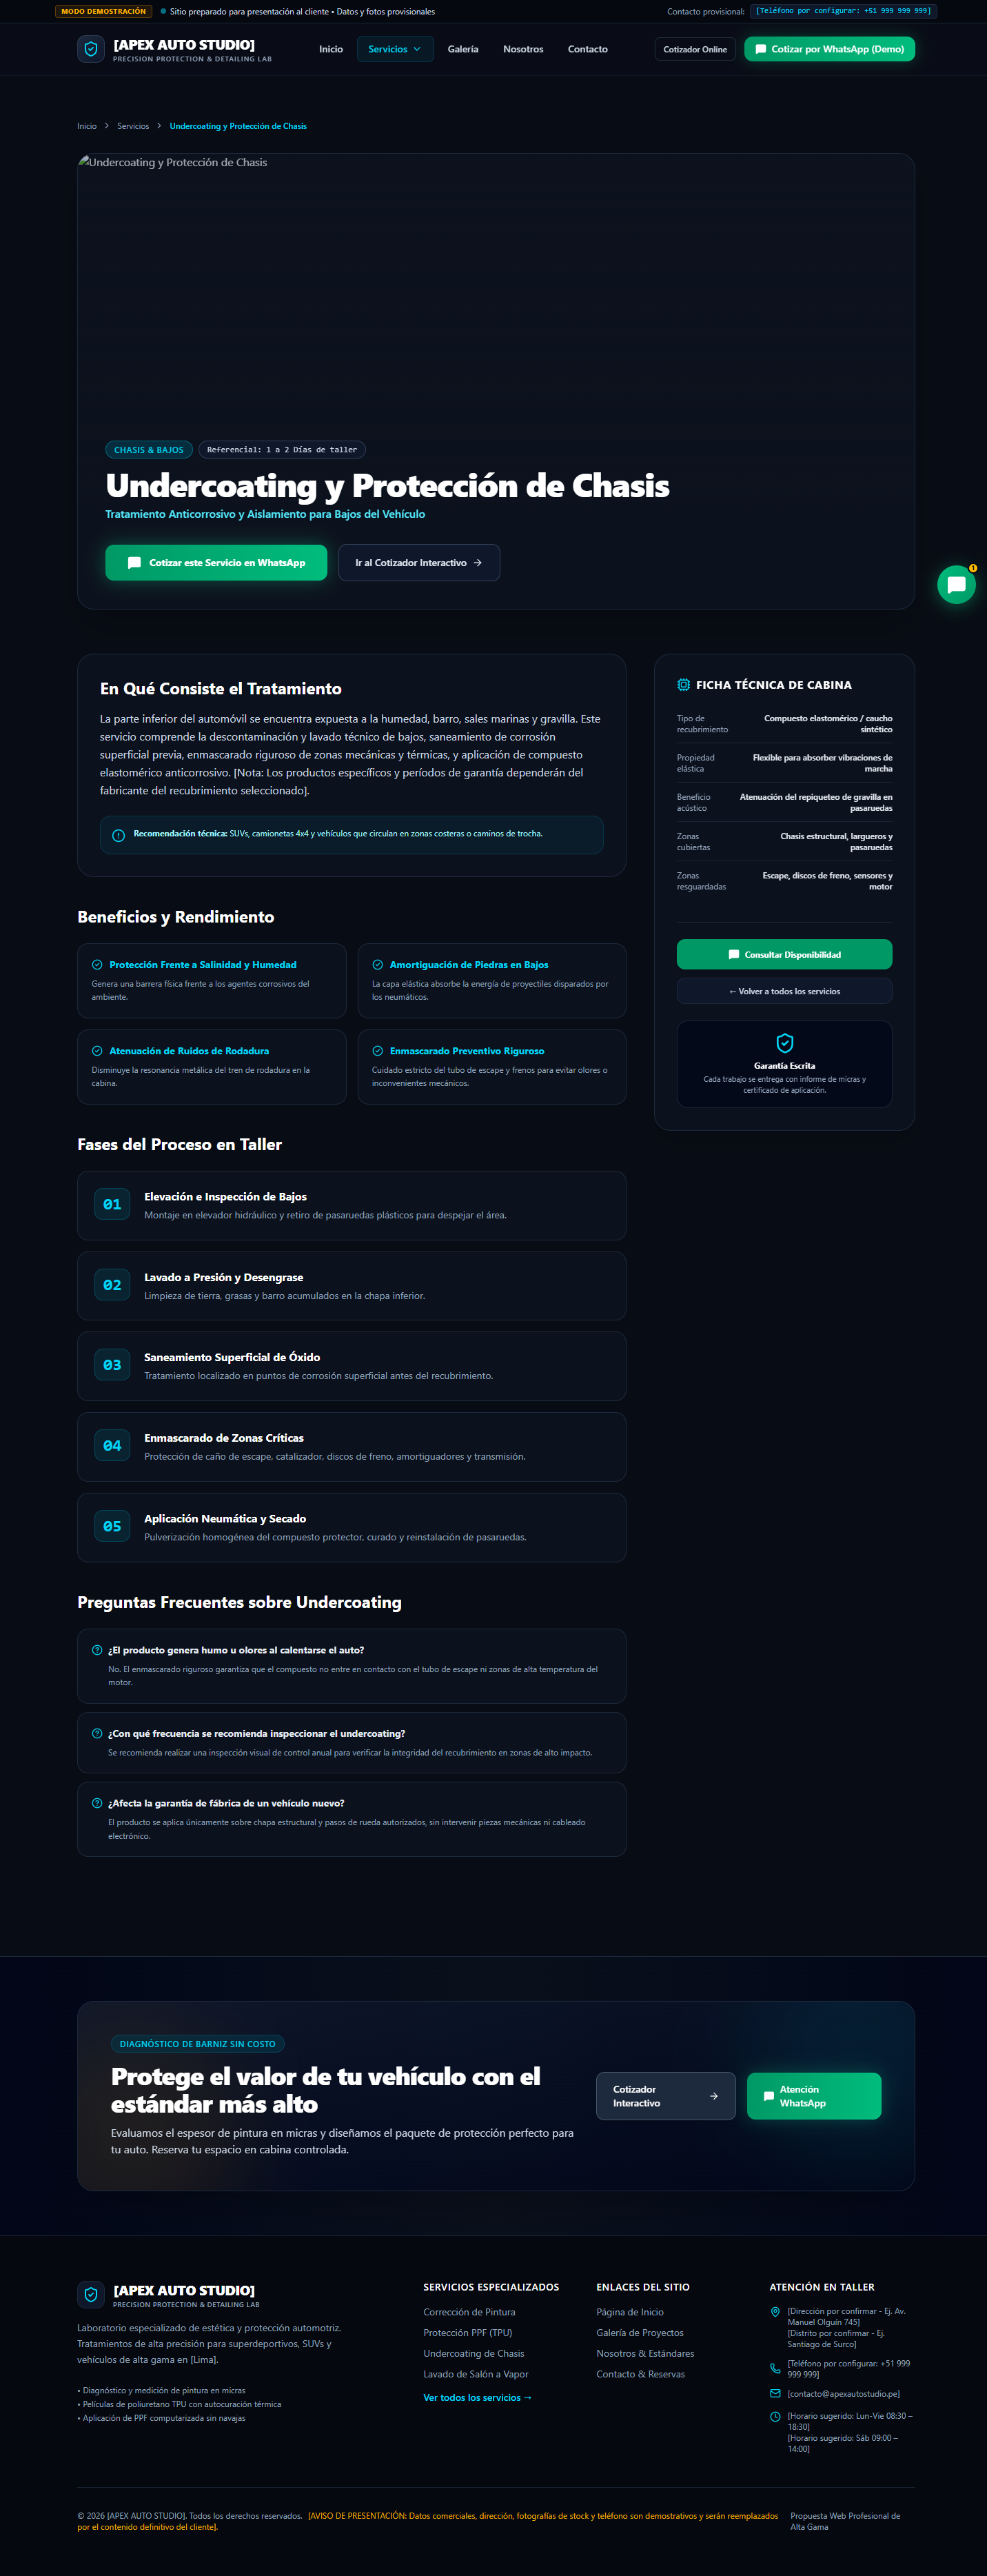 MODO DEMOSTRACIÓN
Sitio preparado para presentación al cliente • Datos y fotos provisionales
Contacto provisional: [Teléfono por configurar: +51 999 999 999]
[APEX AUTO STUDIO]
PRECISION PROTECTION & DETAILING LAB
Inicio
Servicios
Galería
Nosotros
Contacto
Cotizador Online
Cotizar por WhatsApp (Demo)
Inicio > Servicios > Undercoating y Protección de Chasis
Undercoating y Protección de Chasis
CHASIS & BAJOS
Referencial: 1 a 2 Días de taller
Undercoating y Protección de Chasis
Tratamiento Anticorrosivo y Aislamiento para Bajos del Vehículo
Cotizar este Servicio en WhatsApp
Ir al Cotizador Interactivo →
1
En Qué Consiste el Tratamiento
La parte inferior del automóvil se encuentra expuesta a la humedad, barro, sales marinas y gravilla. Este
servicio comprende la descontaminación y lavado técnico de bajos, saneamiento de corrosión
superficial previa, enmascarado riguroso de zonas mecánicas y térmicas, y aplicación de compuesto
elastomérico anticorrosivo. [Nota: Los productos específicos y períodos de garantía dependerán del
fabricante del recubrimiento seleccionado].
Recomendación técnica: SUVs, camionetas 4x4 y vehículos que circulan en zonas costeras o caminos de trocha.
Beneficios y Rendimiento
Protección Frente a Salinidad y Humedad
Genera una barrera física frente a los agentes corrosivos del
ambiente.
Amortiguación de Piedras en Bajos
La capa elástica absorbe la energía de proyectiles disparados por
los neumáticos.
Atenuación de Ruidos de Rodadura
Disminuye la resonancia metálica del tren de rodadura en la
cabina.
Enmascarado Preventivo Riguroso
Cuidado estricto del tubo de escape y frenos para evitar olores o
inconvenientes mecánicos.
Fases del Proceso en Taller
01
Elevación e Inspección de Bajos
Montaje en elevador hidráulico y retiro de pasaruedas plásticos para despejar el área.
02
Lavado a Presión y Desengrase
Limpieza de tierra, grasas y barro acumulados en la chapa inferior.
03
Saneamiento Superficial de Óxido
Tratamiento localizado en puntos de corrosión superficial antes del recubrimiento.
04
Enmascarado de Zonas Críticas
Protección de caño de escape, catalizador, discos de freno, amortiguadores y transmisión.
05
Aplicación Neumática y Secado
Pulverización homogénea del compuesto protector, curado y reinstalación de pasaruedas.
Preguntas Frecuentes sobre Undercoating
¿El producto genera humo u olores al calentarse el auto?
No. El enmascarado riguroso garantiza que el compuesto no entre en contacto con el tubo de escape ni zonas de alta temperatura del
motor.
¿Con qué frecuencia se recomienda inspeccionar el undercoating?
Se recomienda realizar una inspección visual de control anual para verificar la integridad del recubrimiento en zonas de alto impacto.
¿Afecta la garantía de fábrica de un vehículo nuevo?
El producto se aplica únicamente sobre chapa estructural y pasos de rueda autorizados, sin intervenir piezas mecánicas ni cableado
electrónico.
FICHA TÉCNICA DE CABINA
Tipo de
recubrimiento
Compuesto elastomérico / caucho
sintético
Propiedad
elástica
Flexible para absorber vibraciones de
marcha
Beneficio
acústico
Atenuación del repiqueteo de gravilla en
pasaruedas
Zonas
cubiertas
Chasis estructural, largueros y
pasaruedas
Zonas
resguardadas
Escape, discos de freno, sensores y
motor
Consultar Disponibilidad
← Volver a todos los servicios
Garantía Escrita
Cada trabajo se entrega con informe de micras y
certificado de aplicación.
DIAGNÓSTICO DE BARNIZ SIN COSTO
Protege el valor de tu vehículo con el
estándar más alto
Evaluamos el espesor de pintura en micras y diseñamos el paquete de protección perfecto para
tu auto. Reserva tu espacio en cabina controlada.
Cotizador
Interactivo →
Atención
WhatsApp
[APEX AUTO STUDIO]
PRECISION PROTECTION & DETAILING LAB
Laboratorio especializado de estética y protección automotriz.
Tratamientos de alta precisión para superdeportivos, SUVs y
vehículos de alta gama en [Lima].
• Diagnóstico y medición de pintura en micras
• Películas de poliuretano TPU con autocuración térmica
• Aplicación de PPF computarizada sin navajas
SERVICIOS ESPECIALIZADOS
Corrección de Pintura
Protección PPF (TPU)
Undercoating de Chasis
Lavado de Salón a Vapor
Ver todos los servicios →
ENLACES DEL SITIO
Página de Inicio
Galería de Proyectos
Nosotros & Estándares
Contacto & Reservas
ATENCIÓN EN TALLER
[Dirección por confirmar - Ej. Av.
Manuel Olguín 745]
[Distrito por confirmar - Ej.
Santiago de Surco]
[Teléfono por configurar: +51 999
999 999]
[contacto@apexautostudio.pe]
[Horario sugerido: Lun-Vie 08:30 –
18:30]
[Horario sugerido: Sáb 09:00 –
14:00]
© 2026 [APEX AUTO STUDIO]. Todos los derechos reservados. [AVISO DE PRESENTACIÓN: Datos comerciales, dirección, fotografías de stock y teléfono son demostrativos y serán reemplazados
por el contenido definitivo del cliente].
Propuesta Web Profesional de
Alta Gama